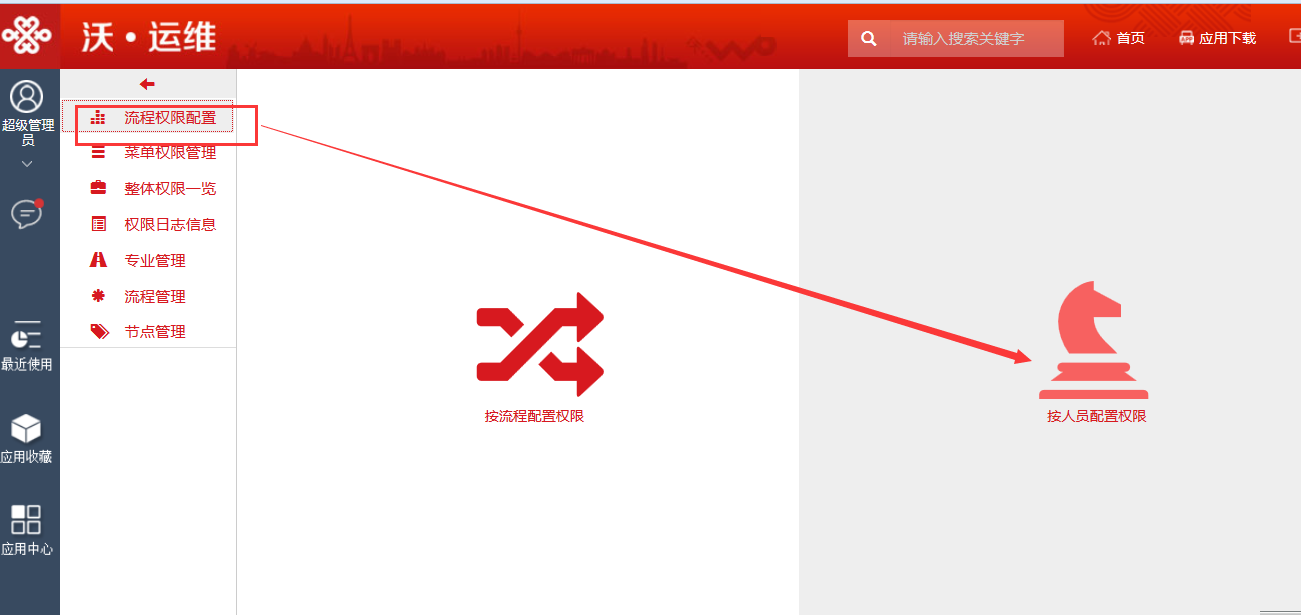 沃·运维
请输入搜索关键字
首页
应用下载
超级管理员
最近使用
应用收藏
应用中心
流程权限配置
菜单权限管理
整体权限一览
权限日志信息
专业管理
流程管理
节点管理
按流程配置权限
按人员配置权限